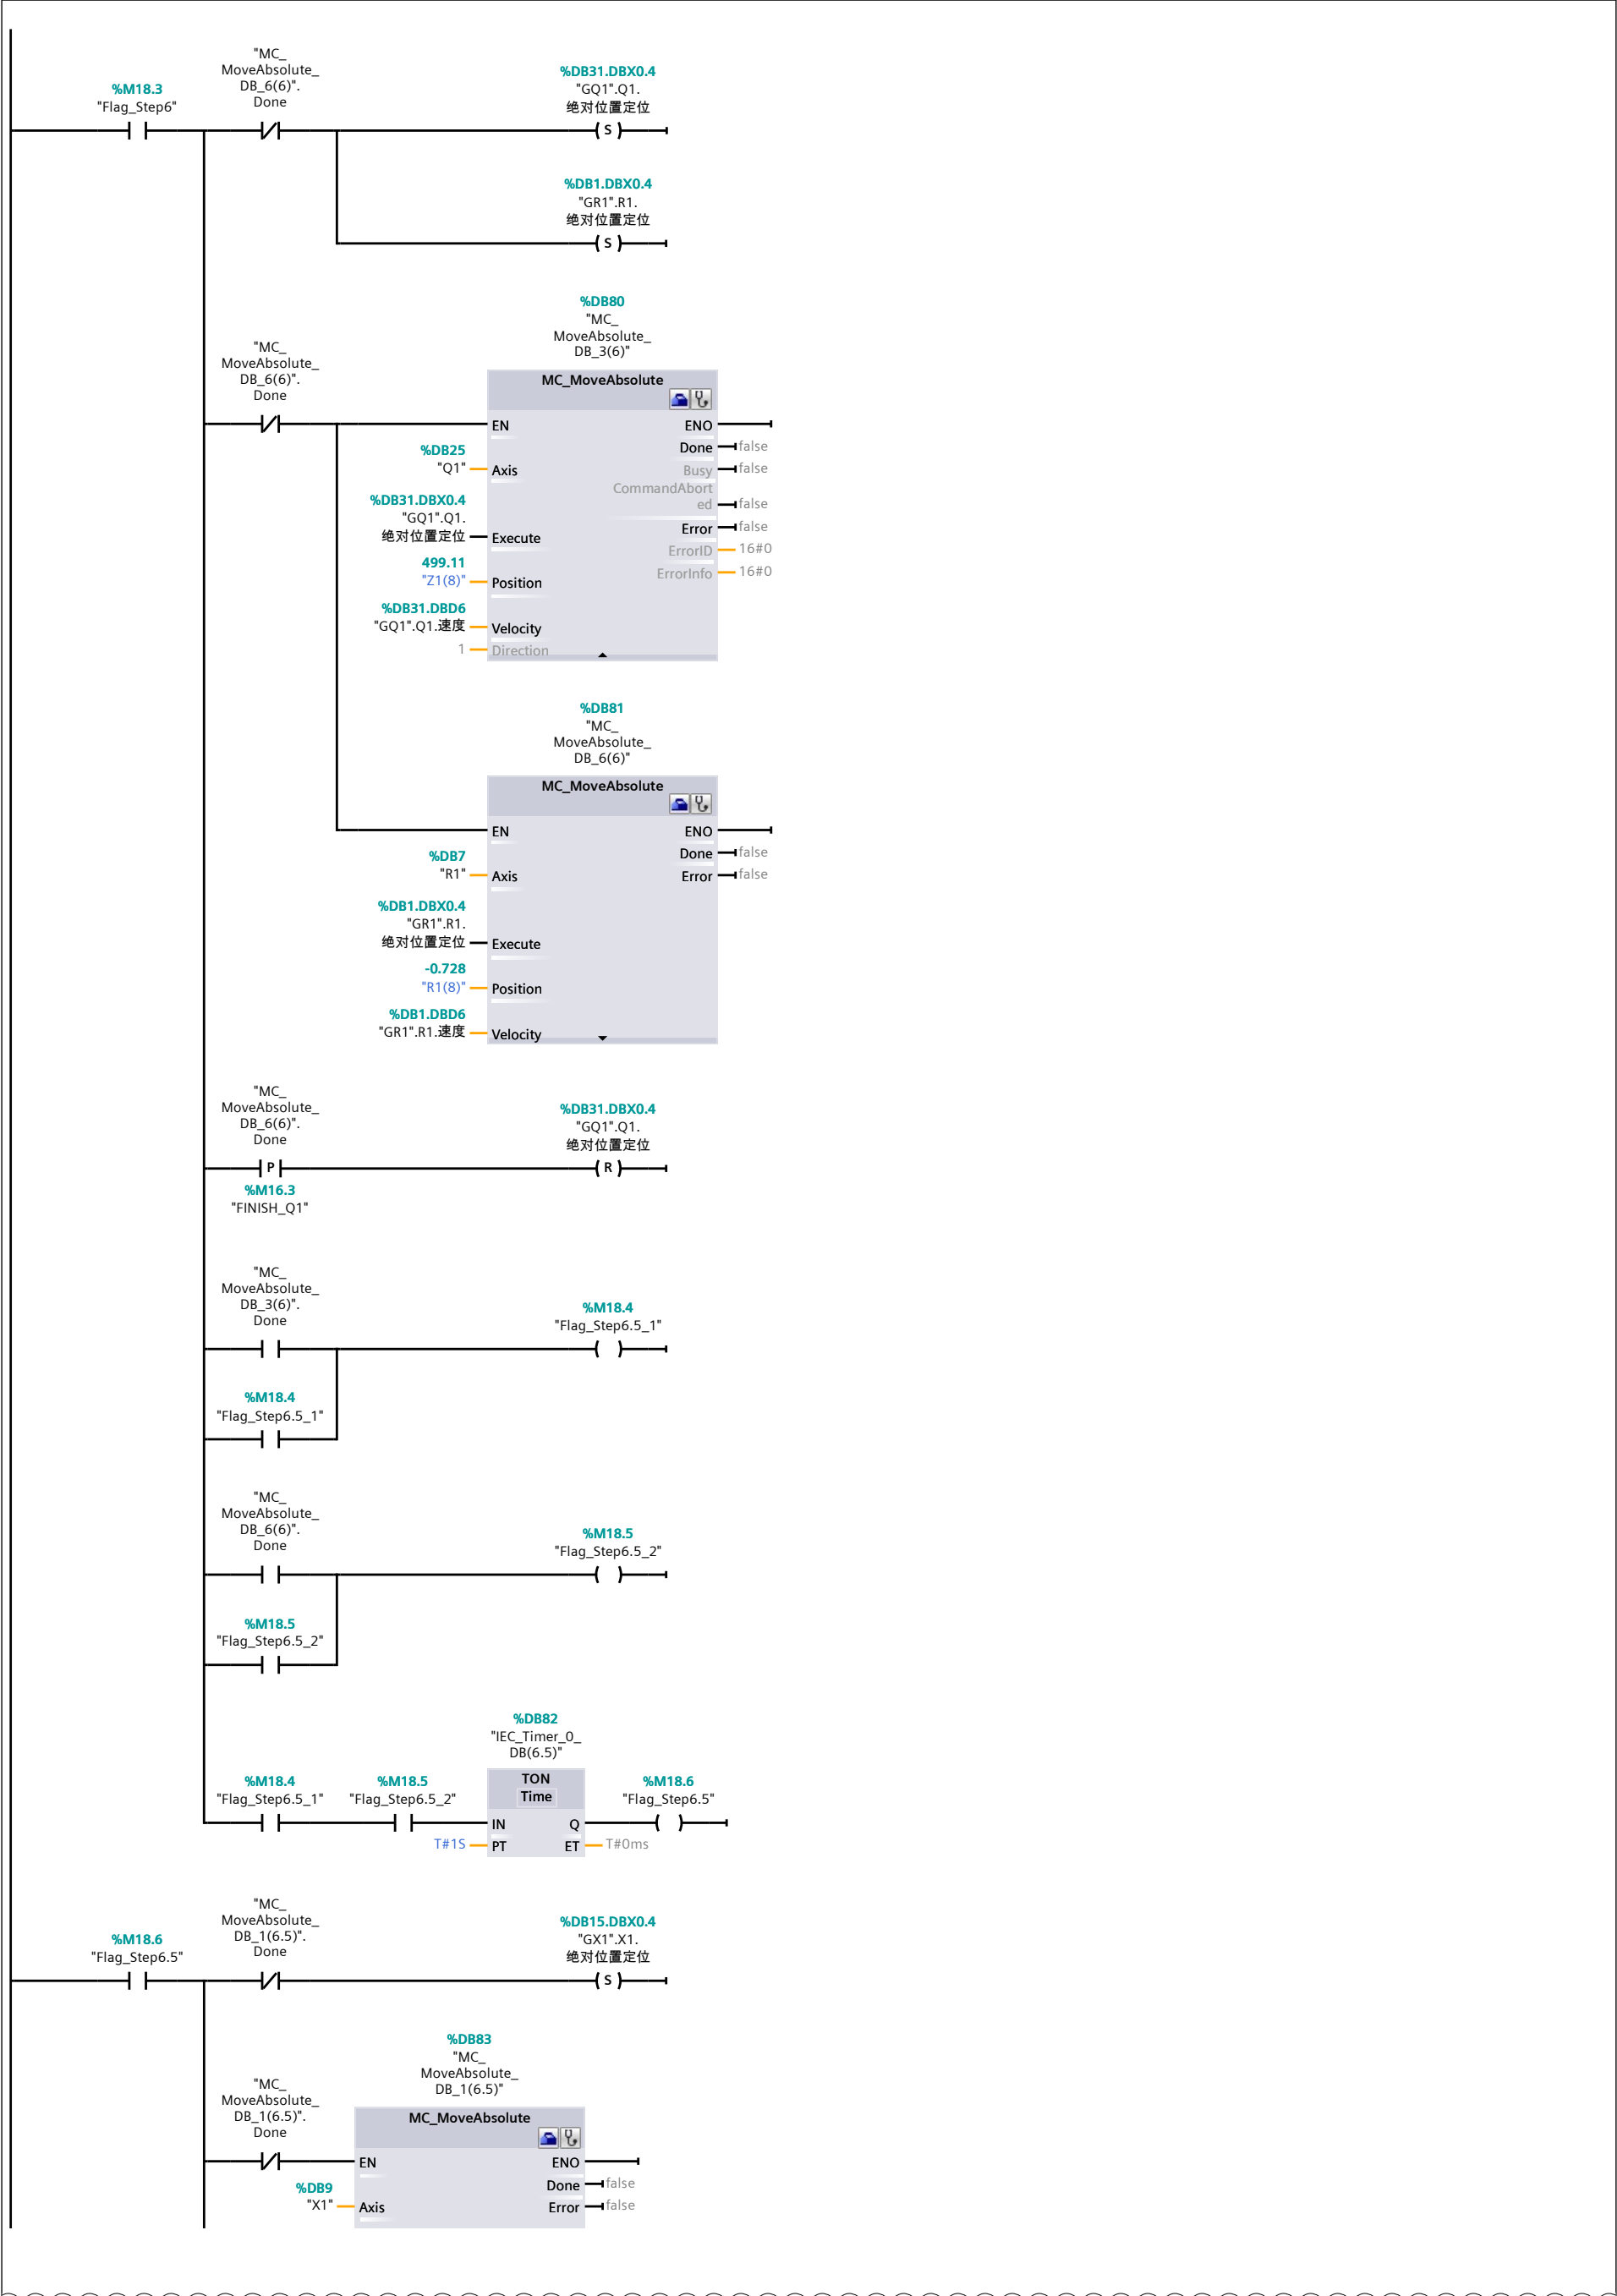 "MC_
MoveAbsolute_
DB_6(6)".
Done
%M18.3
"Flag_Step6"
%DB31.DBX0.4
"GQ1".Q1.
绝对位置定位
S
%DB1.DBX0.4
"GR1".R1.
绝对位置定位
S
%DB80
"MC_
MoveAbsolute_
DB_3(6)"
"MC_
MoveAbsolute_
DB_6(6)".
Done
MC_MoveAbsolute
EN
ENO
Done
false
%DB25
"Q1"
Axis
Busy
false
CommandAbort
ed
false
%DB31.DBX0.4
"GQ1".Q1.
绝对位置定位
Execute
Error
false
ErrorID
16#0
499.11
"Z1(8)"
Position
ErrorInfo
16#0
%DB31.DBD6
"GQ1".Q1.速度
Velocity
1
Direction
%DB81
"MC_
MoveAbsolute_
DB_6(6)"
MC_MoveAbsolute
EN
ENO
Done
false
%DB7
"R1"
Axis
Error
false
%DB1.DBX0.4
"GR1".R1.
绝对位置定位
Execute
-0.728
"R1(8)"
Position
%DB1.DBD6
"GR1".R1.速度
Velocity
"MC_
MoveAbsolute_
DB_6(6)".
Done
P
%M16.3
"FINISH_Q1"
%DB31.DBX0.4
"GQ1".Q1.
绝对位置定位
R
"MC_
MoveAbsolute_
DB_3(6)".
Done
%M18.4
"Flag_Step6.5_1"
%M18.4
"Flag_Step6.5_1"
"MC_
MoveAbsolute_
DB_6(6)".
Done
%M18.5
"Flag_Step6.5_2"
%M18.5
"Flag_Step6.5_2"
%DB82
"IEC_Timer_0_
DB(6.5)"
%M18.4
"Flag_Step6.5_1"
%M18.5
"Flag_Step6.5_2"
TON
Time
%M18.6
"Flag_Step6.5"
IN
Q
T#1S
PT
ET
T#0ms
"MC_
MoveAbsolute_
DB_1(6.5)".
Done
%M18.6
"Flag_Step6.5"
%DB15.DBX0.4
"GX1".X1.
绝对位置定位
S
%DB83
"MC_
MoveAbsolute_
DB_1(6.5)"
"MC_
MoveAbsolute_
DB_1(6.5)".
Done
MC_MoveAbsolute
EN
ENO
Done
false
%DB9
"X1"
Axis
Error
false